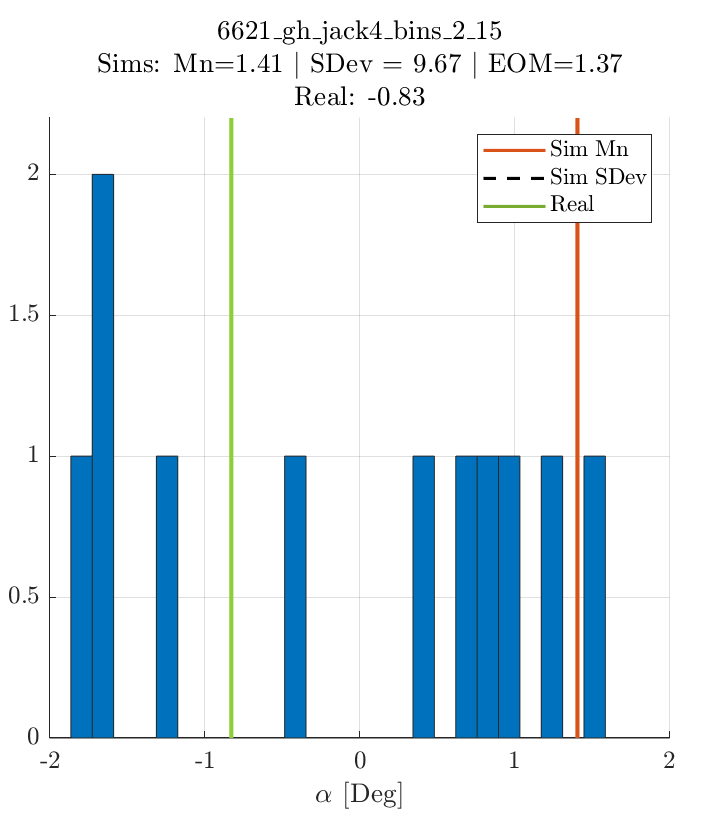 6621_gh_jack4_bins_2_15
Sims: Mn=1.41 | SDev = 9.67 | EOM=1.37
Real: -0.83
Sim Mn
Sim SDev
Real
2
1.5
1
0.5
0
-2
-1
0
1
2
α [Deg]